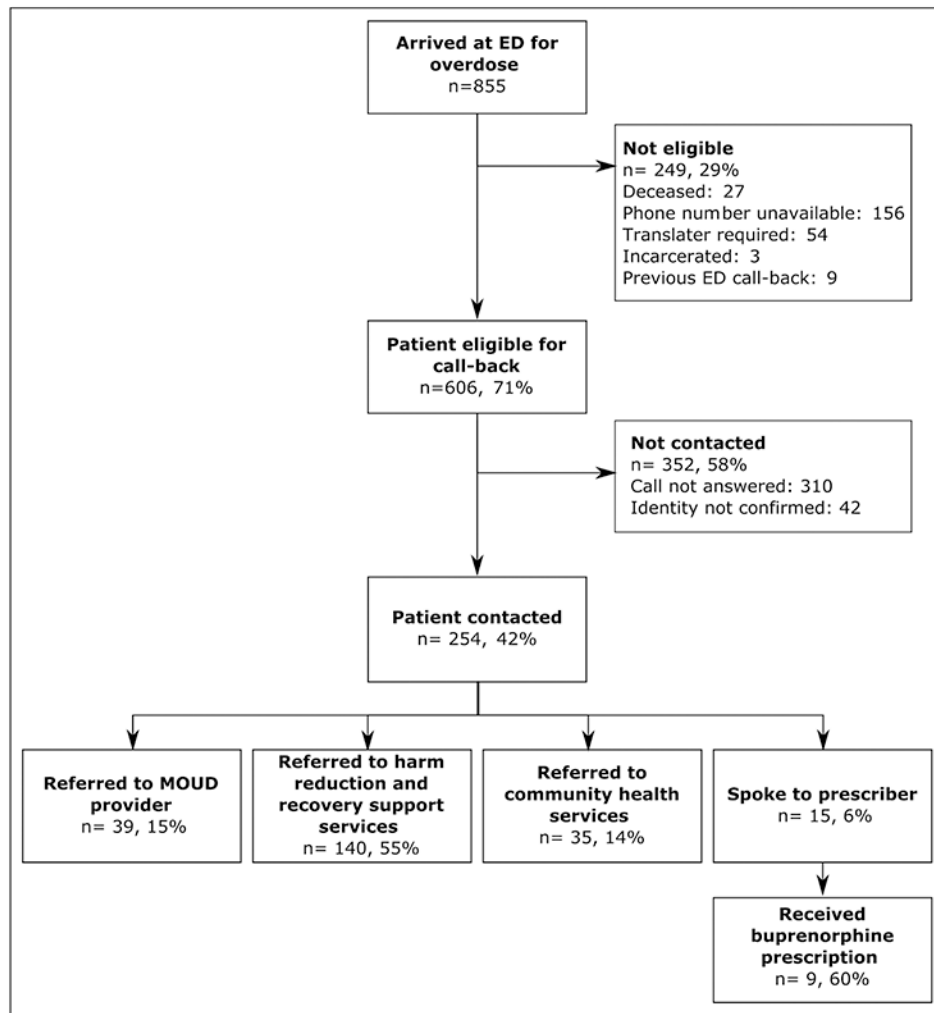 Arrived at ED for
overdose
n=855
Not eligible
n= 249, 29%
Deceased: 27
Phone number unavailable: 156
Translater required: 54
Incarcerated: 3
Previous ED call-back: 9
Patient eligible for
call-back
n=606, 71%
Not contacted
n= 352, 58%
Call not answered: 310
Identity not confirmed: 42
Patient contacted
n= 254, 42%
Referred to MOUD
provider
n= 39, 15%
Referred to harm
reduction and
recovery support
services
n= 140, 55%
Referred to
community health
services
n= 35, 14%
Spoke to prescriber
n= 15, 6%
Received
buprenorphine
prescription
n= 9, 60%